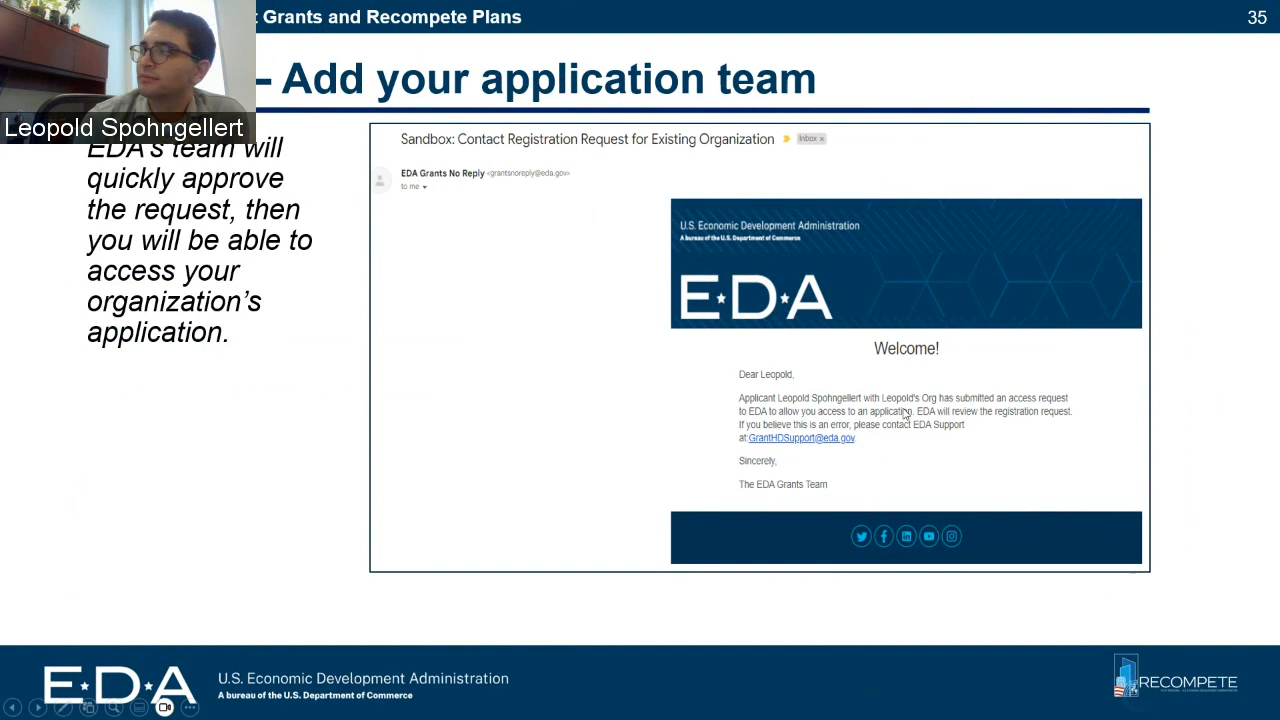 t Grants and Recompete Plans
35
– Add your application team
Leopold Spohngellert
EDA's team will
quickly approve
the request, then
you will be able to
access your
organization's
application.
Sandbox: Contact Registration Request for Existing Organization
Inbox x
EDA Grants No Reply <grantsnoreply@eda.gov>
to me
U.S. Economic Development Administration
A bureau of the U.S. Department of Commerce
EDA
Welcome!
Dear Leopold,
Applicant Leopold Spohngellert with Leopold's Org has submitted an access request
to EDA to allow you access to an application. EDA will review the registration request.
If you believe this is an error, please contact EDA Support
at GrantHDSupport@eda.gov.
Sincerely,
The EDA Grants Team
EDA
U.S. Economic Development Administration
A bureau of the U.S. Department of Commerce
RECOMPETE